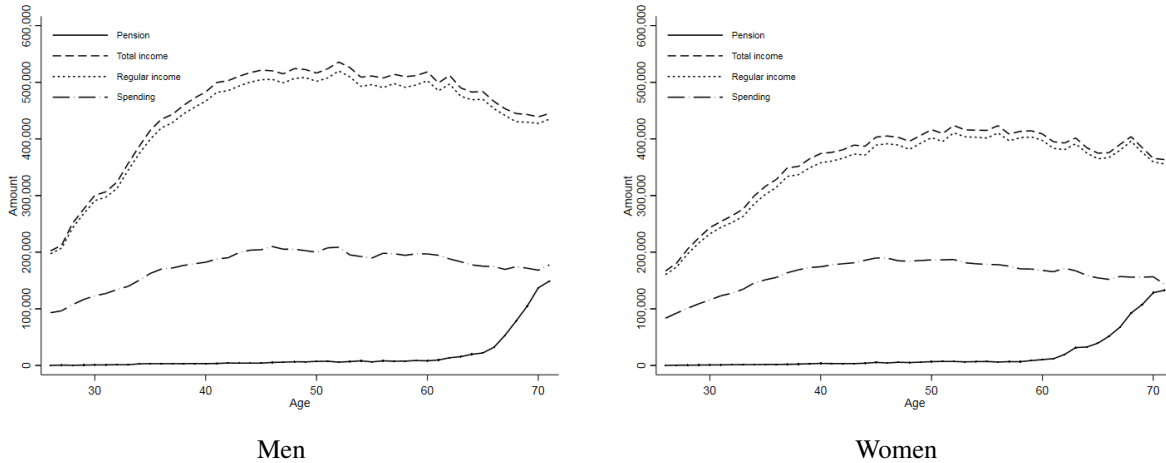 600,000
500,000
400,000
300,000
200,000
100,000
0
Amount
Pension
Total income
Regular income
Spending
30
40
50
60
70
Age
Men
600,000
500,000
400,000
300,000
200,000
100,000
0
Amount
Pension
Total income
Regular income
Spending
30
40
50
60
70
Age
Women